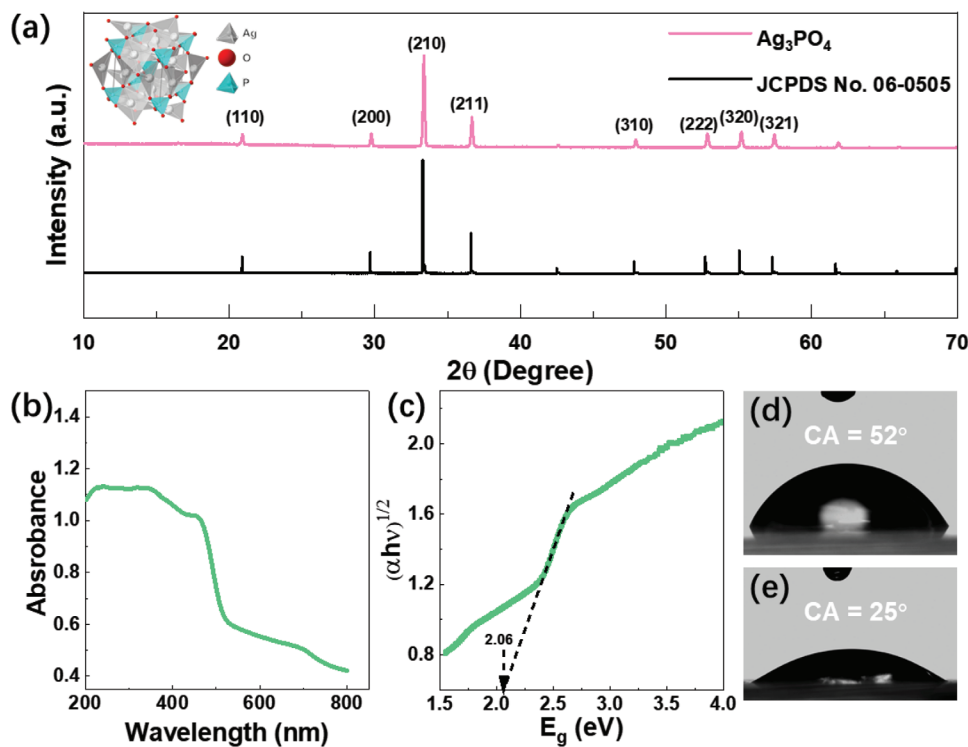 (a)
Ag
O
P
Ag₃PO₄
JCPDS No. 06-0505
(110)
(200)
(210)
(211)
(310)
(222)
(320)
(321)
Intensity (a.u.)
10
20
30
40
50
60
70
2θ (Degree)
(b)
Absrobance
1.4
1.2
1.0
0.8
0.6
0.4
200
400
600
800
Wavelength (nm)
(c)
(αhν)¹/²
2.0
1.6
1.2
0.8
2.06
1.5
2.0
2.5
3.0
3.5
4.0
E_g (eV)
(d)
CA = 52°
(e)
CA = 25°